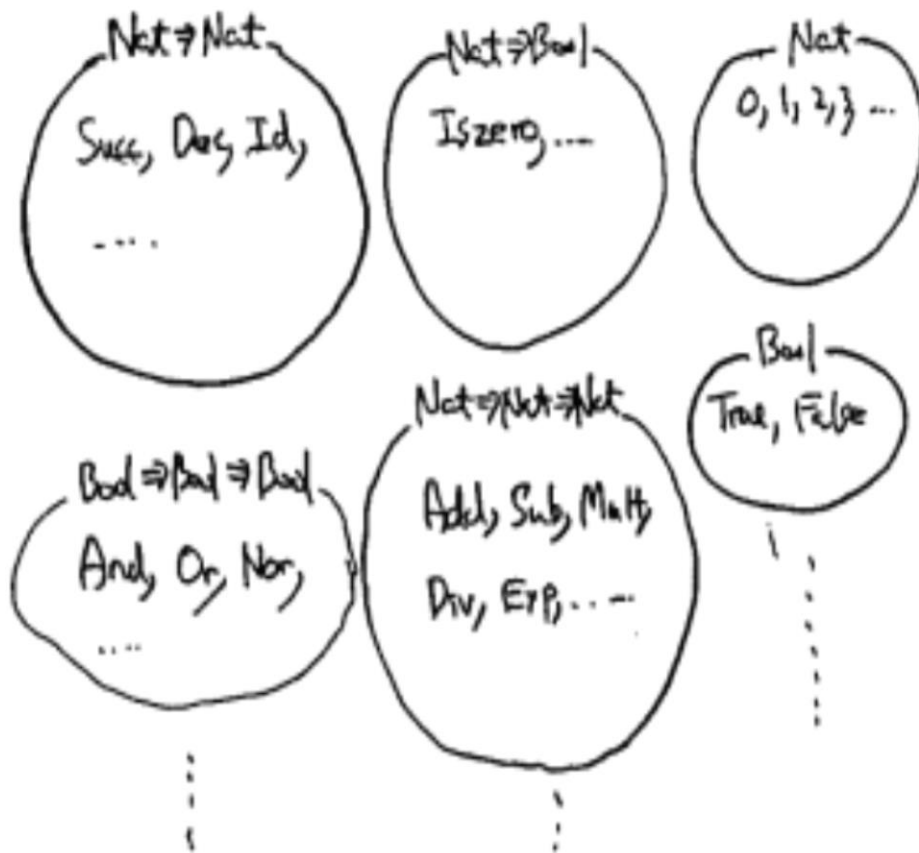 Nat⇒Nat
Succ, Dec, Id,
....
Nat⇒Bool
Iszero, ...
Nat
0, 1, 2, 3, ...
Bool
True, False
Nat⇒Nat⇒Nat
Add, Sub, Mult,
Div, Exp, ....
Bool⇒Bool⇒Bool
And, Or, Nor,
....